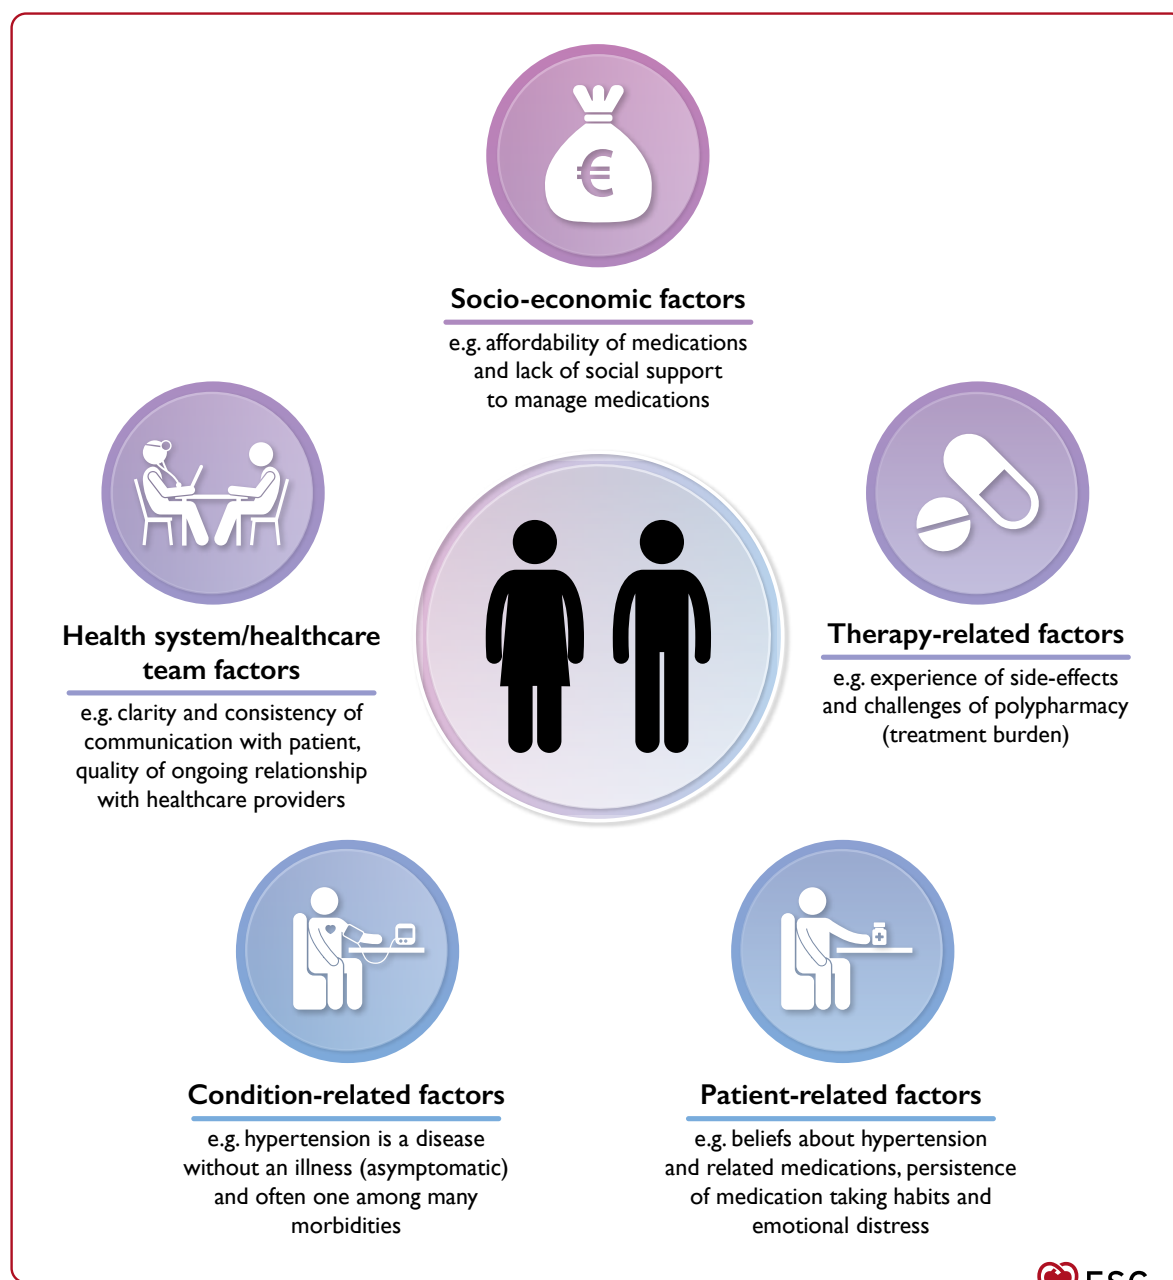 €
Socio-economic factors
e.g. affordability of medications
and lack of social support
to manage medications
Health system/healthcare
team factors
e.g. clarity and consistency of
communication with patient,
quality of ongoing relationship
with healthcare providers
Therapy-related factors
e.g. experience of side-effects
and challenges of polypharmacy
(treatment burden)
Condition-related factors
e.g. hypertension is a disease
without an illness (asymptomatic)
and often one among many
morbidities
Patient-related factors
e.g. beliefs about hypertension
and related medications, persistence
of medication taking habits and
emotional distress
ESC